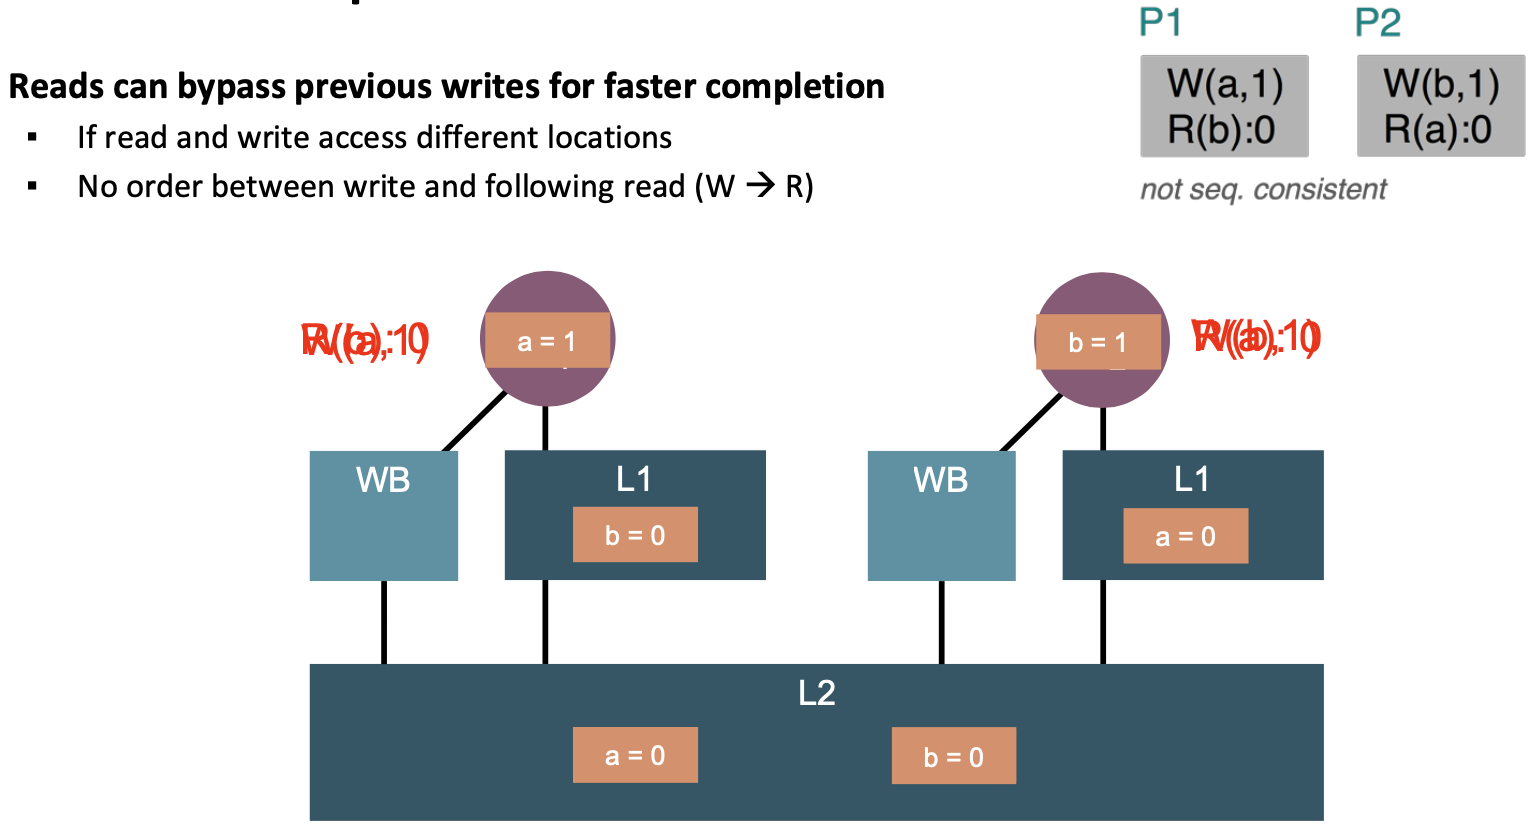 P1 P2
Reads can bypass previous writes for faster completion
W(a,1) W(b,1)
R(b):0 R(a):0
▪ If read and write access different locations
▪ No order between write and following read (W → R)
not seq. consistent
a = 1 b = 1
WB L1 WB L1
b = 0 a = 0
L2
a = 0 b = 0